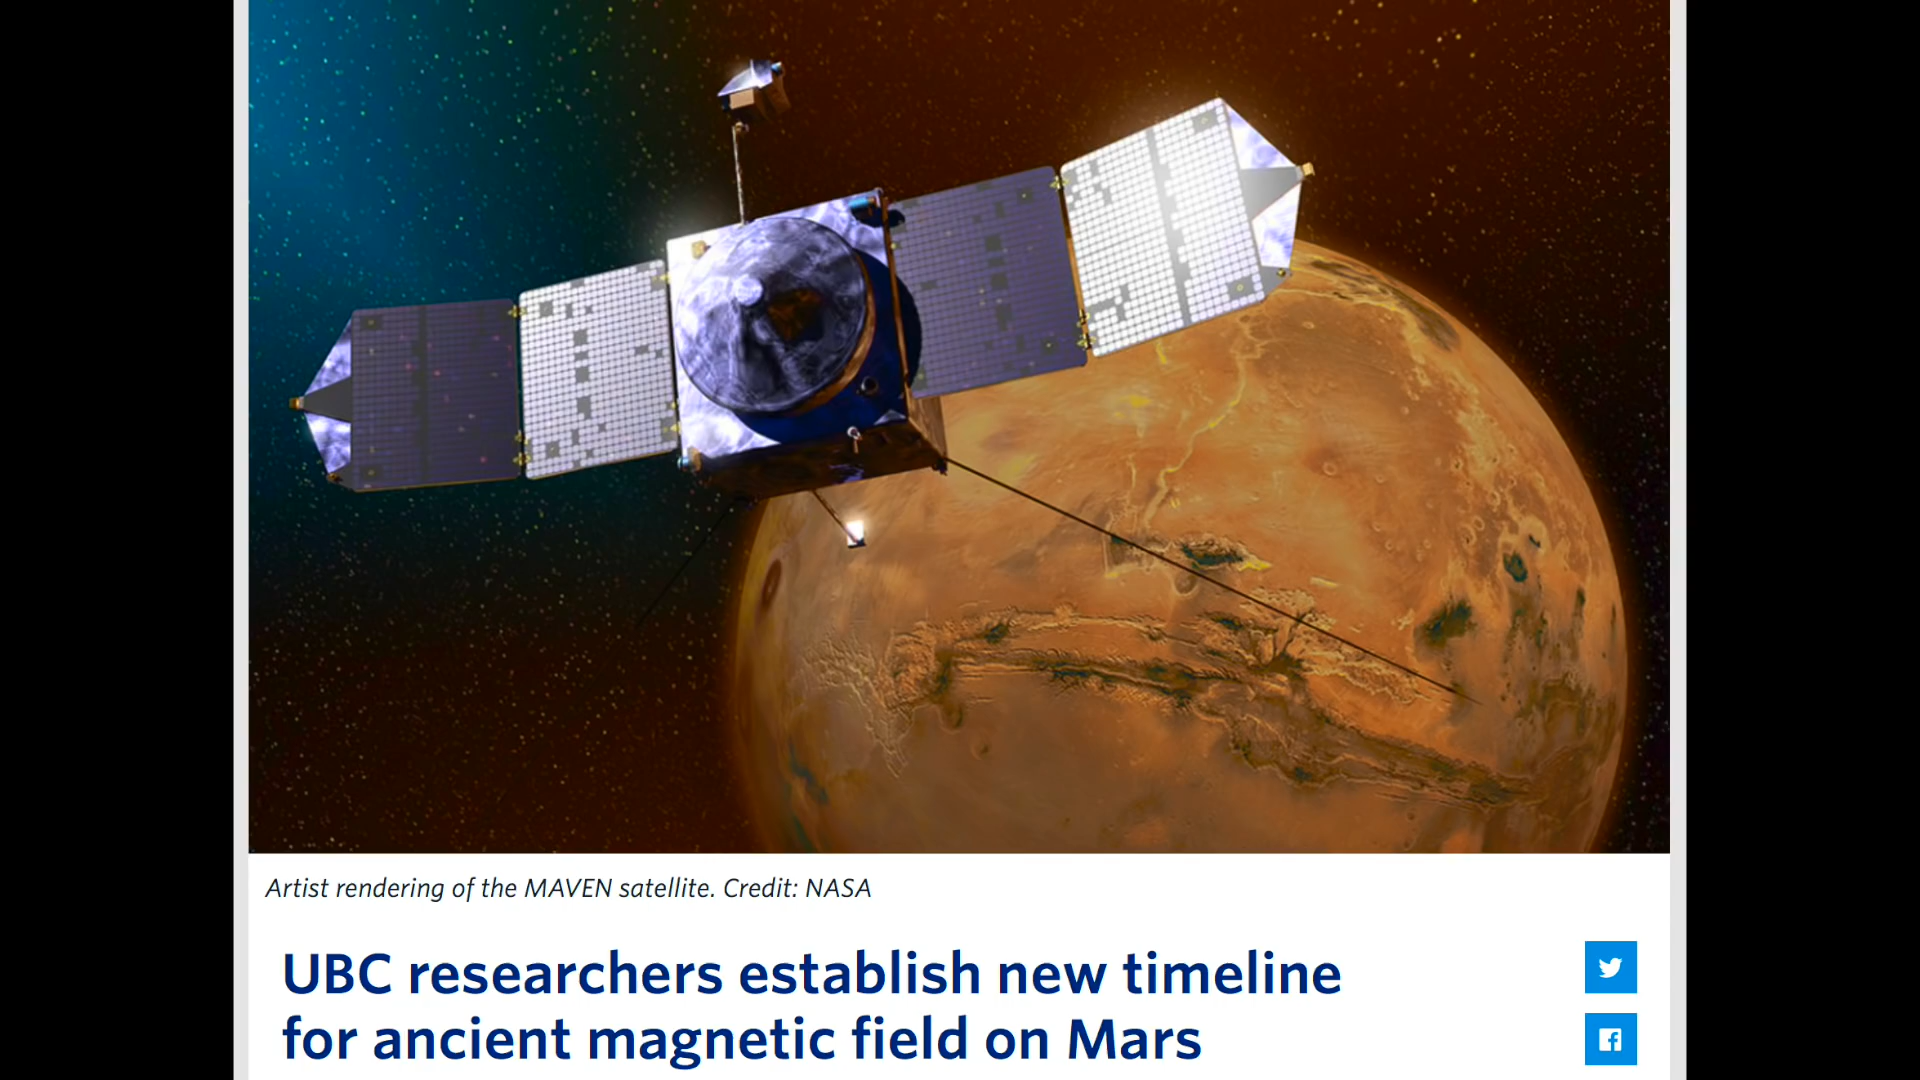 Artist rendering of the MAVEN satellite. Credit: NASA
UBC researchers establish new timeline
for ancient magnetic field on Mars